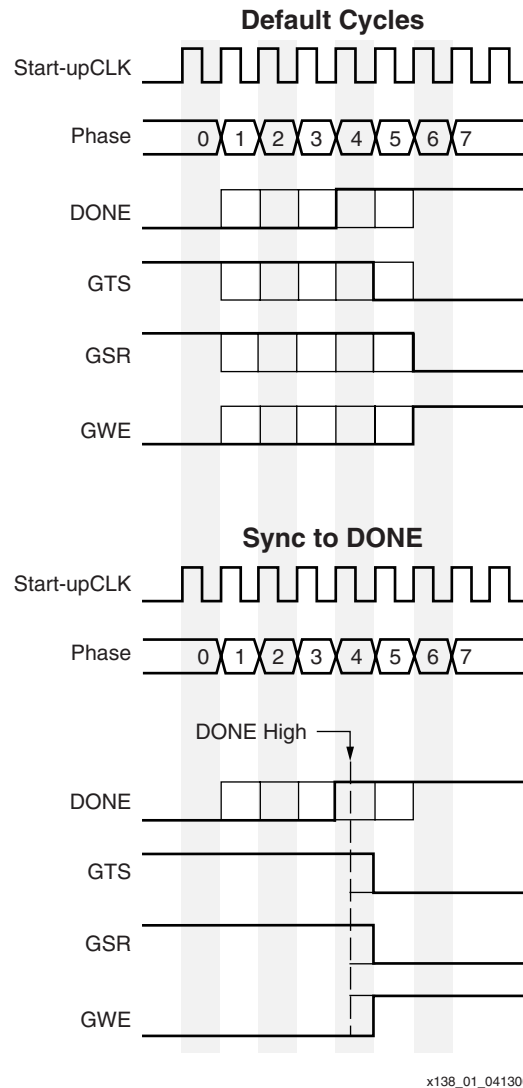 Default Cycles
Start-upCLK
Phase 0 1 2 3 4 5 6 7
DONE
GTS
GSR
GWE
Sync to DONE
Start-upCLK
Phase 0 1 2 3 4 5 6 7
DONE High
DONE
GTS
GSR
GWE
x138_01_04130